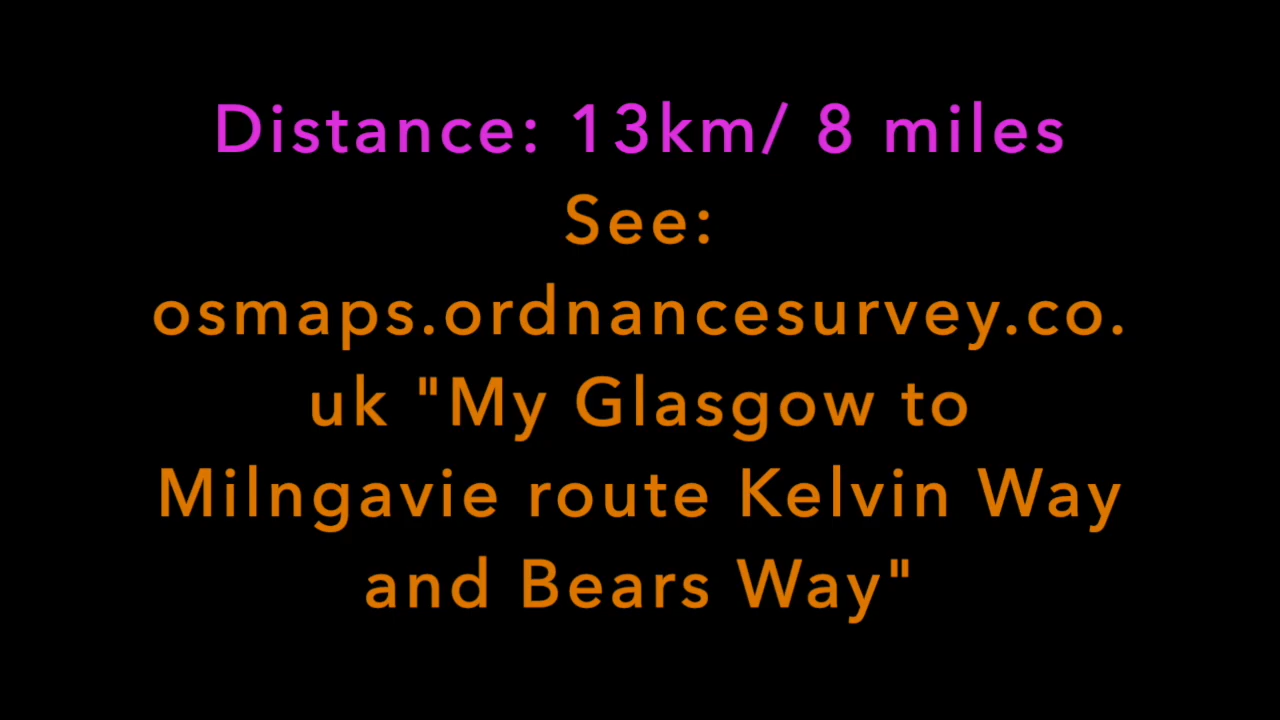 Distance: 13km/ 8 miles
See:
osmaps.ordnancesurvey.co.
uk "My Glasgow to
Milngavie route Kelvin Way
and Bears Way"